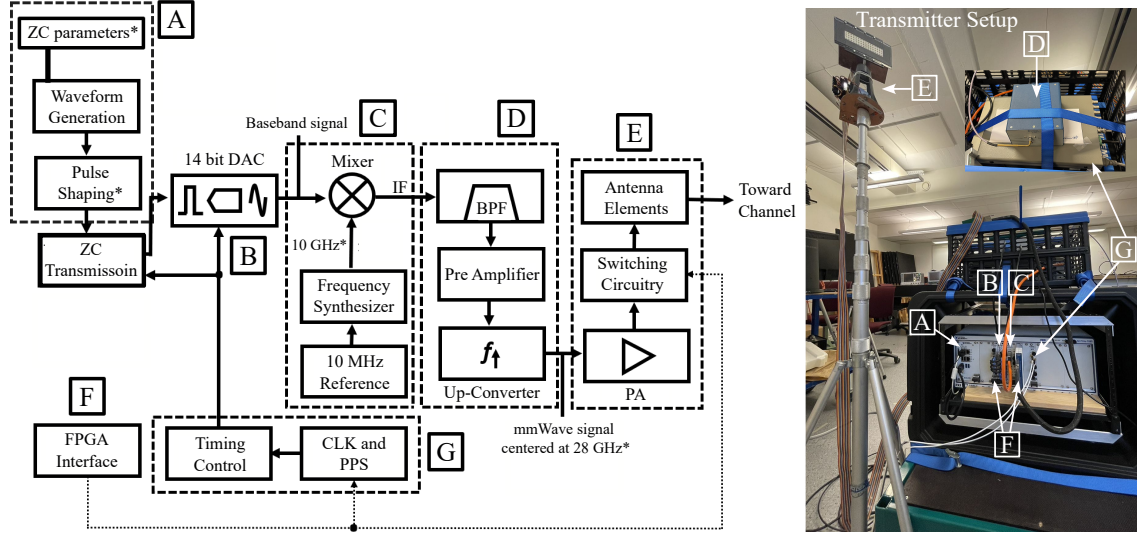 A
ZC parameters*
Waveform
Generation
Pulse
Shaping*
ZC
Transmissoin
14 bit DAC
B
Baseband signal
C
Mixer
10 GHz*
Frequency
Synthesizer
10 MHz
Reference
IF
D
BPF
Pre Amplifier
f↑
Up-Converter
mmWave signal
centered at 28 GHz*
E
Antenna
Elements
Switching
Circuitry
PA
Toward
Channel
F
FPGA
Interface
Timing
Control
CLK and
PPS
G
Transmitter Setup
D
E
G
B
C
A
F